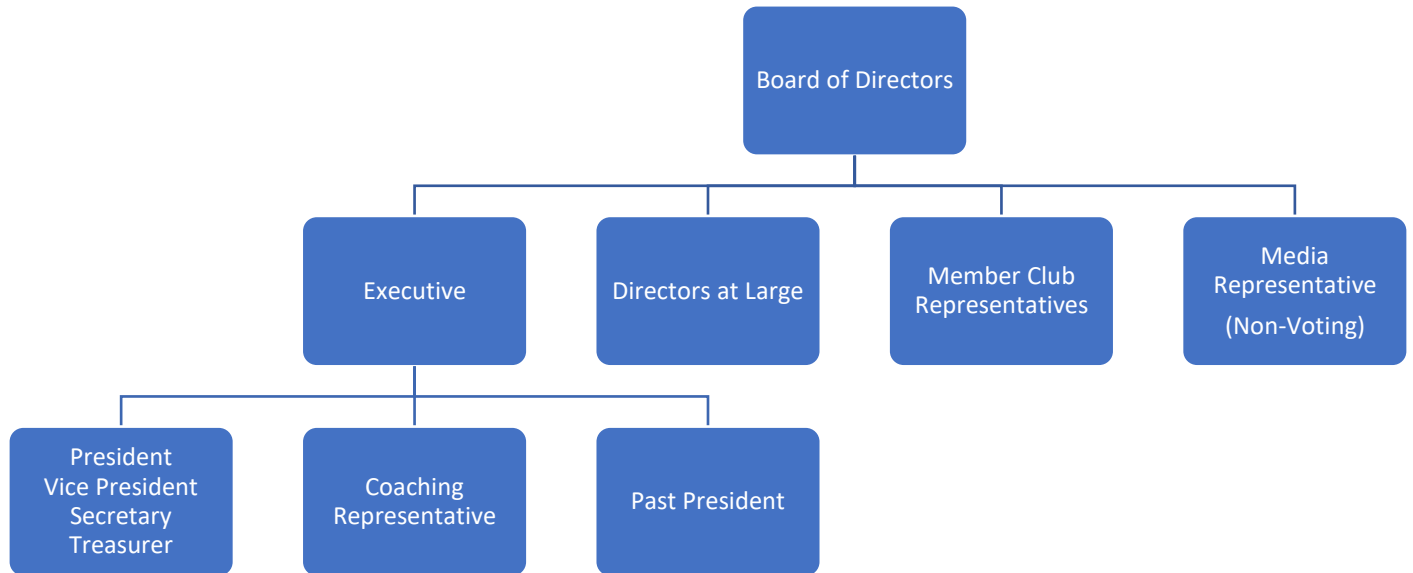 Board of Directors
Executive
Directors at Large
Member Club
Representatives
Media
Representative
(Non-Voting)
President
Vice President
Secretary
Treasurer
Coaching
Representative
Past President